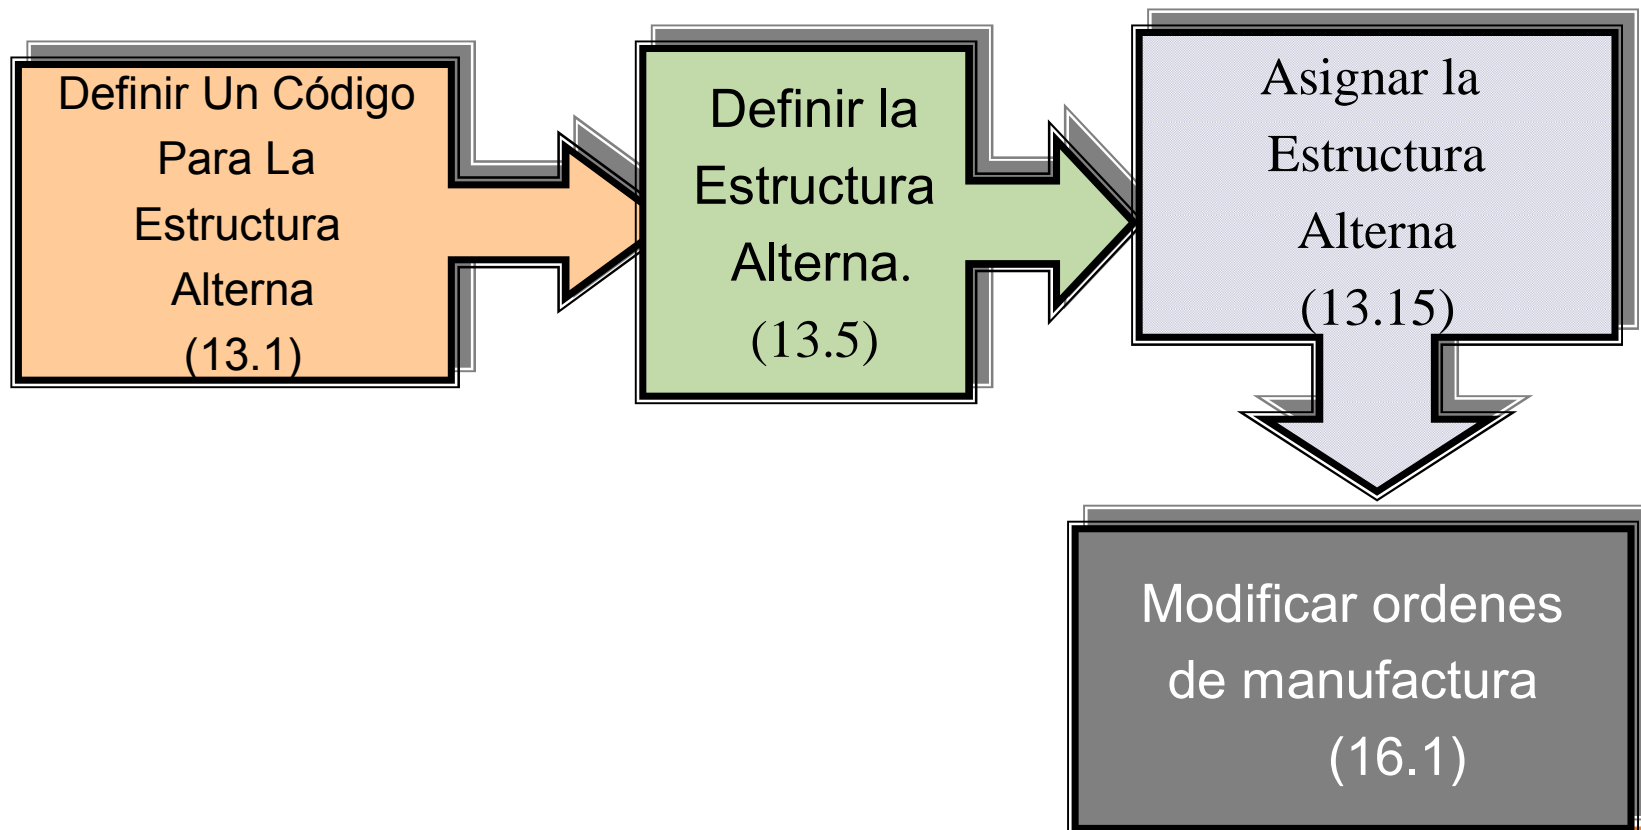 Definir Un Código
Para La
Estructura
Alterna
(13.1)
Definir la
Estructura
Alterna.
(13.5)
Asignar la
Estructura
Alterna
(13.15)
Modificar ordenes
de manufactura
(16.1)